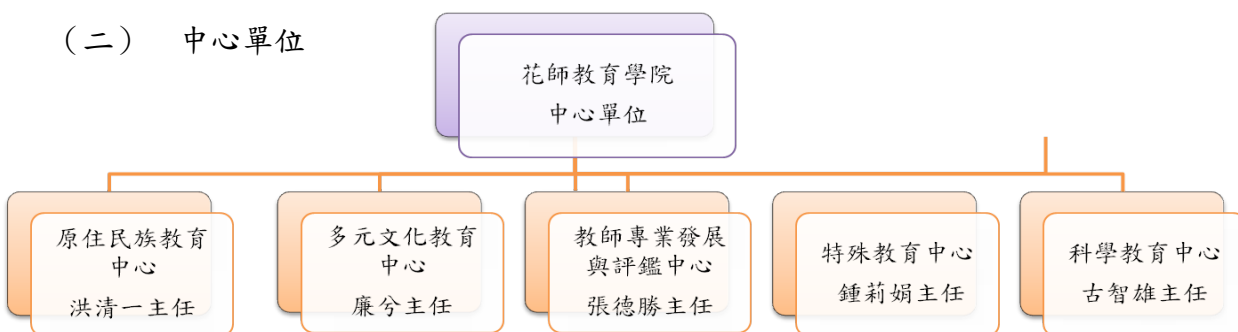 （二） 中心單位
花師教育學院
中心單位
原住民族教育
中心
洪清一主任
多元文化教育
中心
廉兮主任
教師專業發展
與評鑑中心
張德勝主任
特殊教育中心
鍾莉娟主任
科學教育中心
古智雄主任